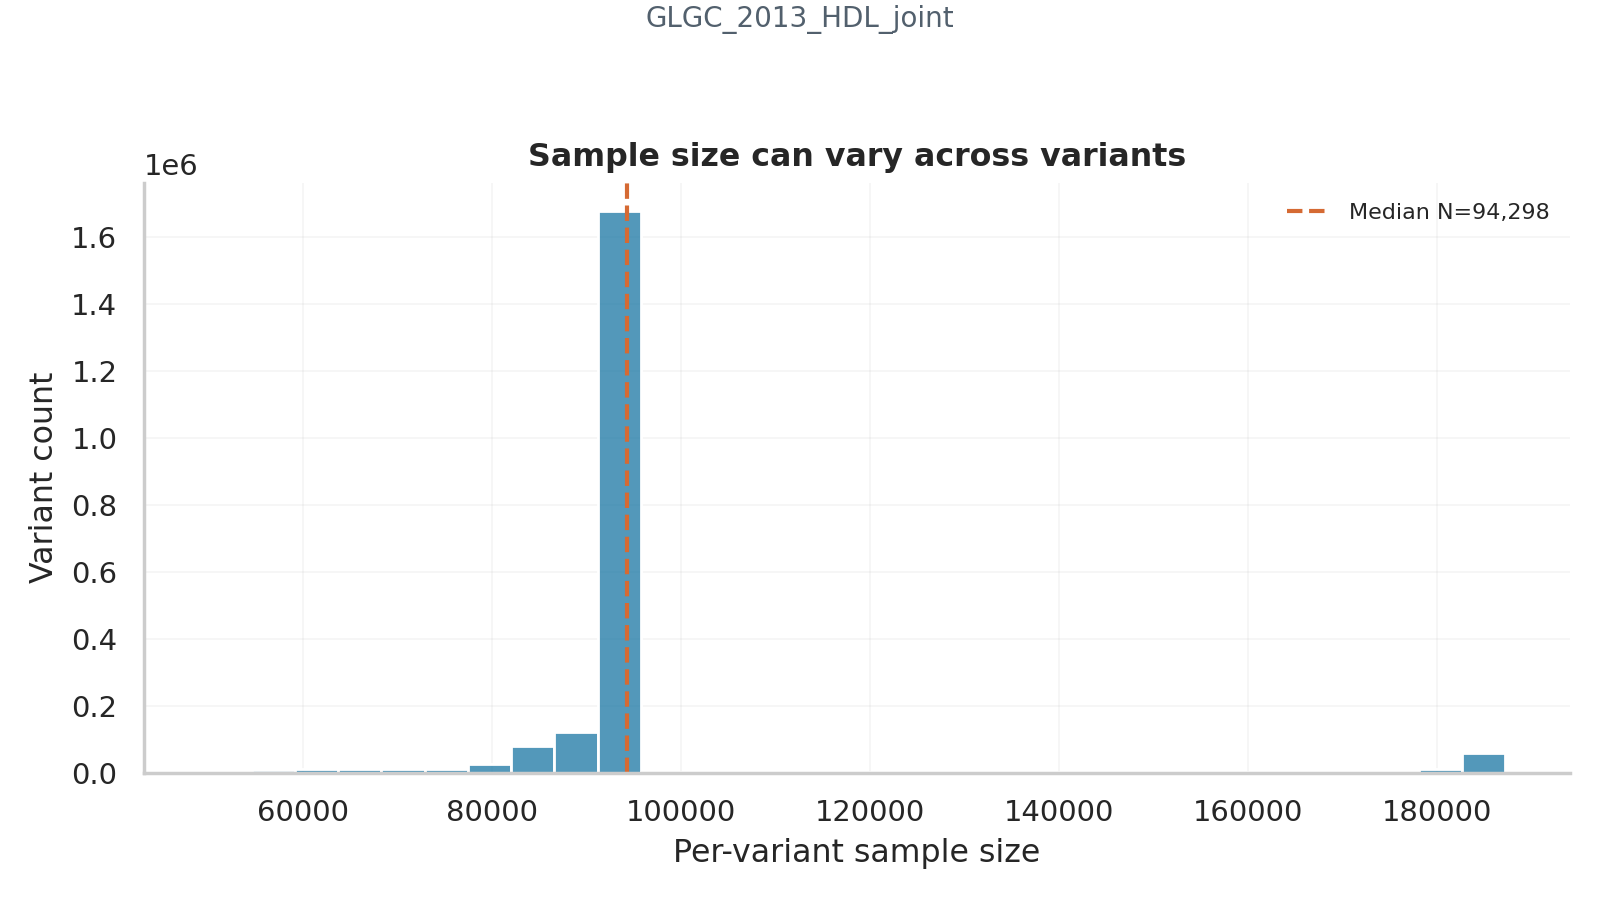 GLGC_2013_HDL_joint
Sample size can vary across variants
1e6
Median N=94,298
1.6
1.4
1.2
1.0
0.8
0.6
0.4
0.2
0.0
Variant count
60000 80000 100000 120000 140000 160000 180000
Per-variant sample size